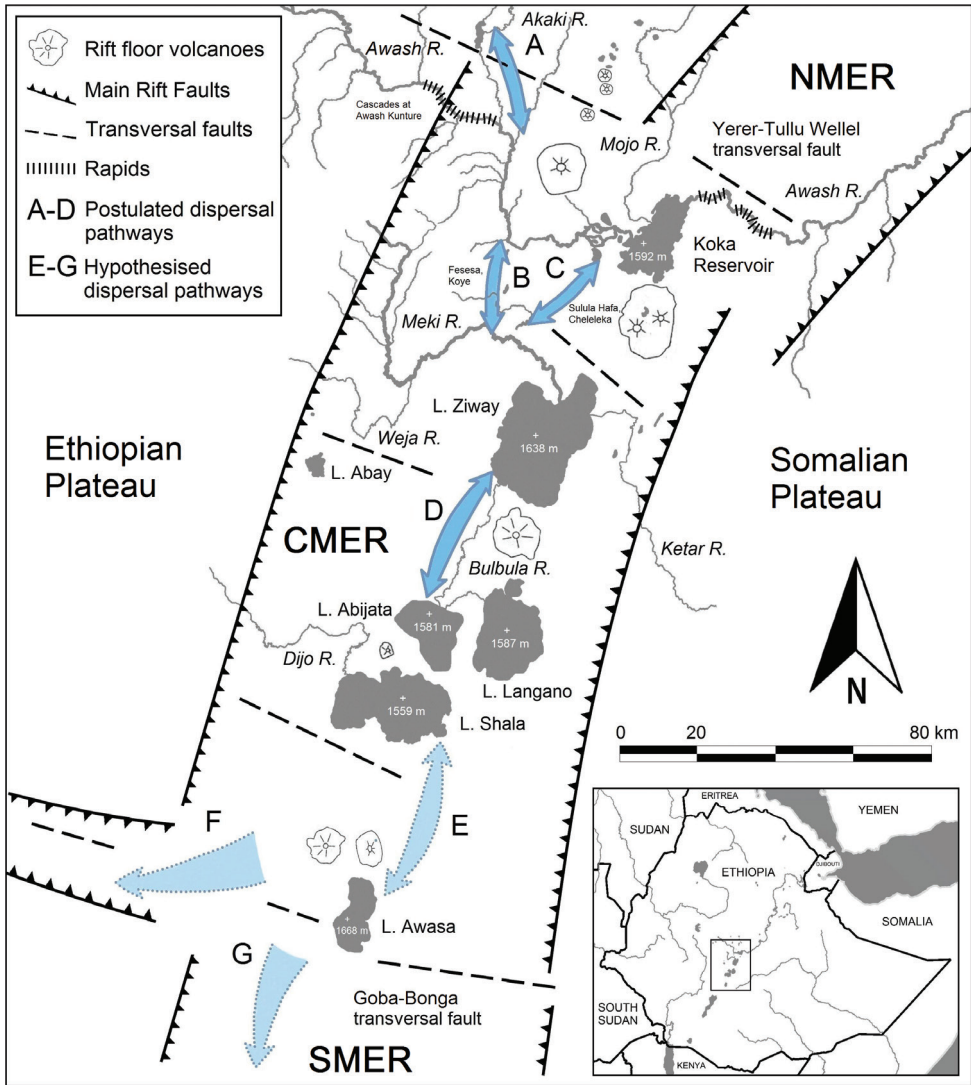 Rift floor volcanoes
Main Rift Faults
Transversal faults
Rapids
A-D Postulated dispersal
pathways
E-G Hypothesised
dispersal pathways
Akaki R.
Awash R.
A
Cascades at
Awash Kunture
NMER
Mojo R.
Yerer-Tullu Wellel
transversal fault
Awash R.
1592 m
Koka
Reservoir
Fesesa,
Koye
B
C
Sulula Hafa,
Cheleleka
Meki R.
L. Ziway
1638 m
Weja R.
Ethiopian
Plateau
L. Abay
Somalian
Plateau
D
CMER
Bulbula R.
Ketar R.
L. Abijata
1581 m
1587 m
Dijo R.
L. Langano
1559 m
L. Shala
N
0 20 80 km
E
F
L. Awasa
1668 m
G
Goba-Bonga
transversal fault
SMER
ERITREA
YEMEN
SUDAN
DJIBOUTI
ETHIOPIA
SOMALIA
SOUTH
SUDAN
KENYA